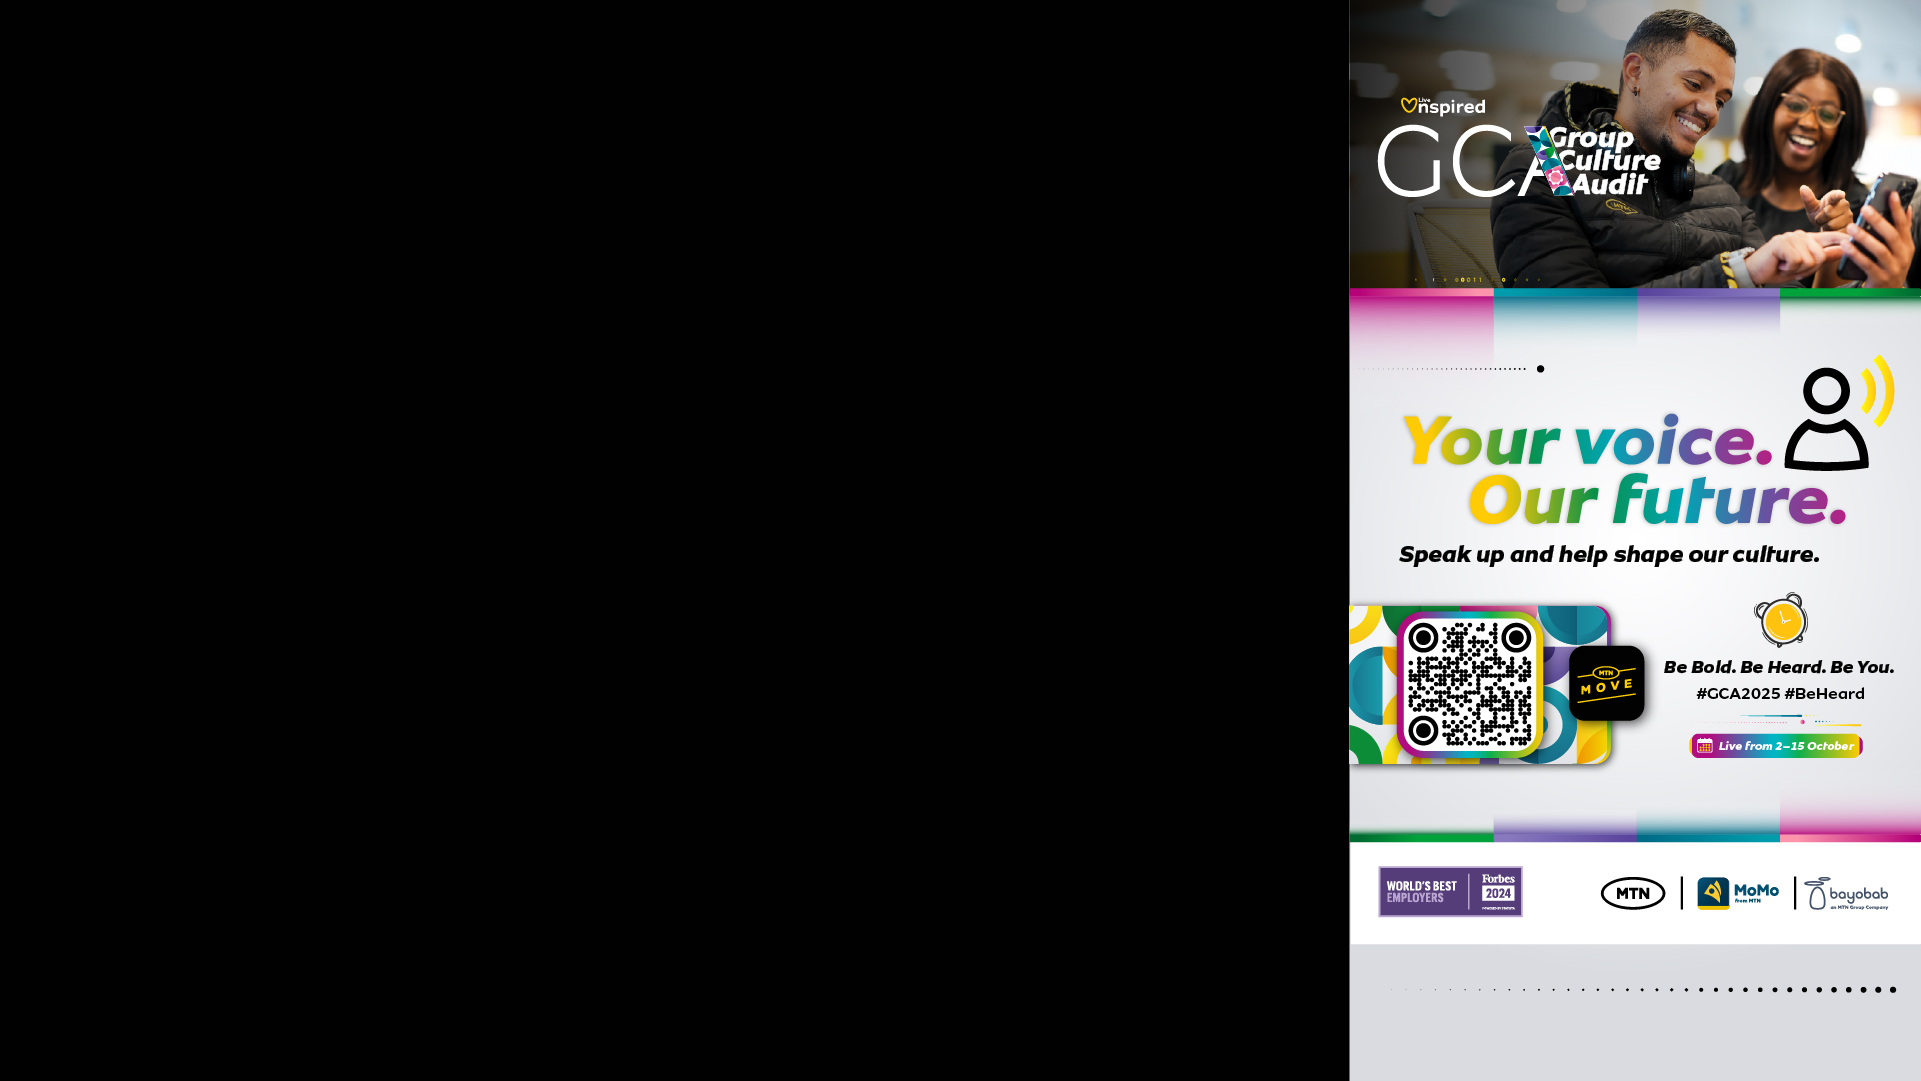 Live
nspired
GCA
Group
Culture
Audit
Your voice.
Our future.
Speak up and help shape our culture.
MTN
MOVE
Be Bold. Be Heard. Be You.
#GCA2025 #BeHeard
Live from 2–15 October
WORLD'S BEST
EMPLOYERS
Forbes
2024
MTN
MoMo
from MTN
bayobab
an MTN Group Company